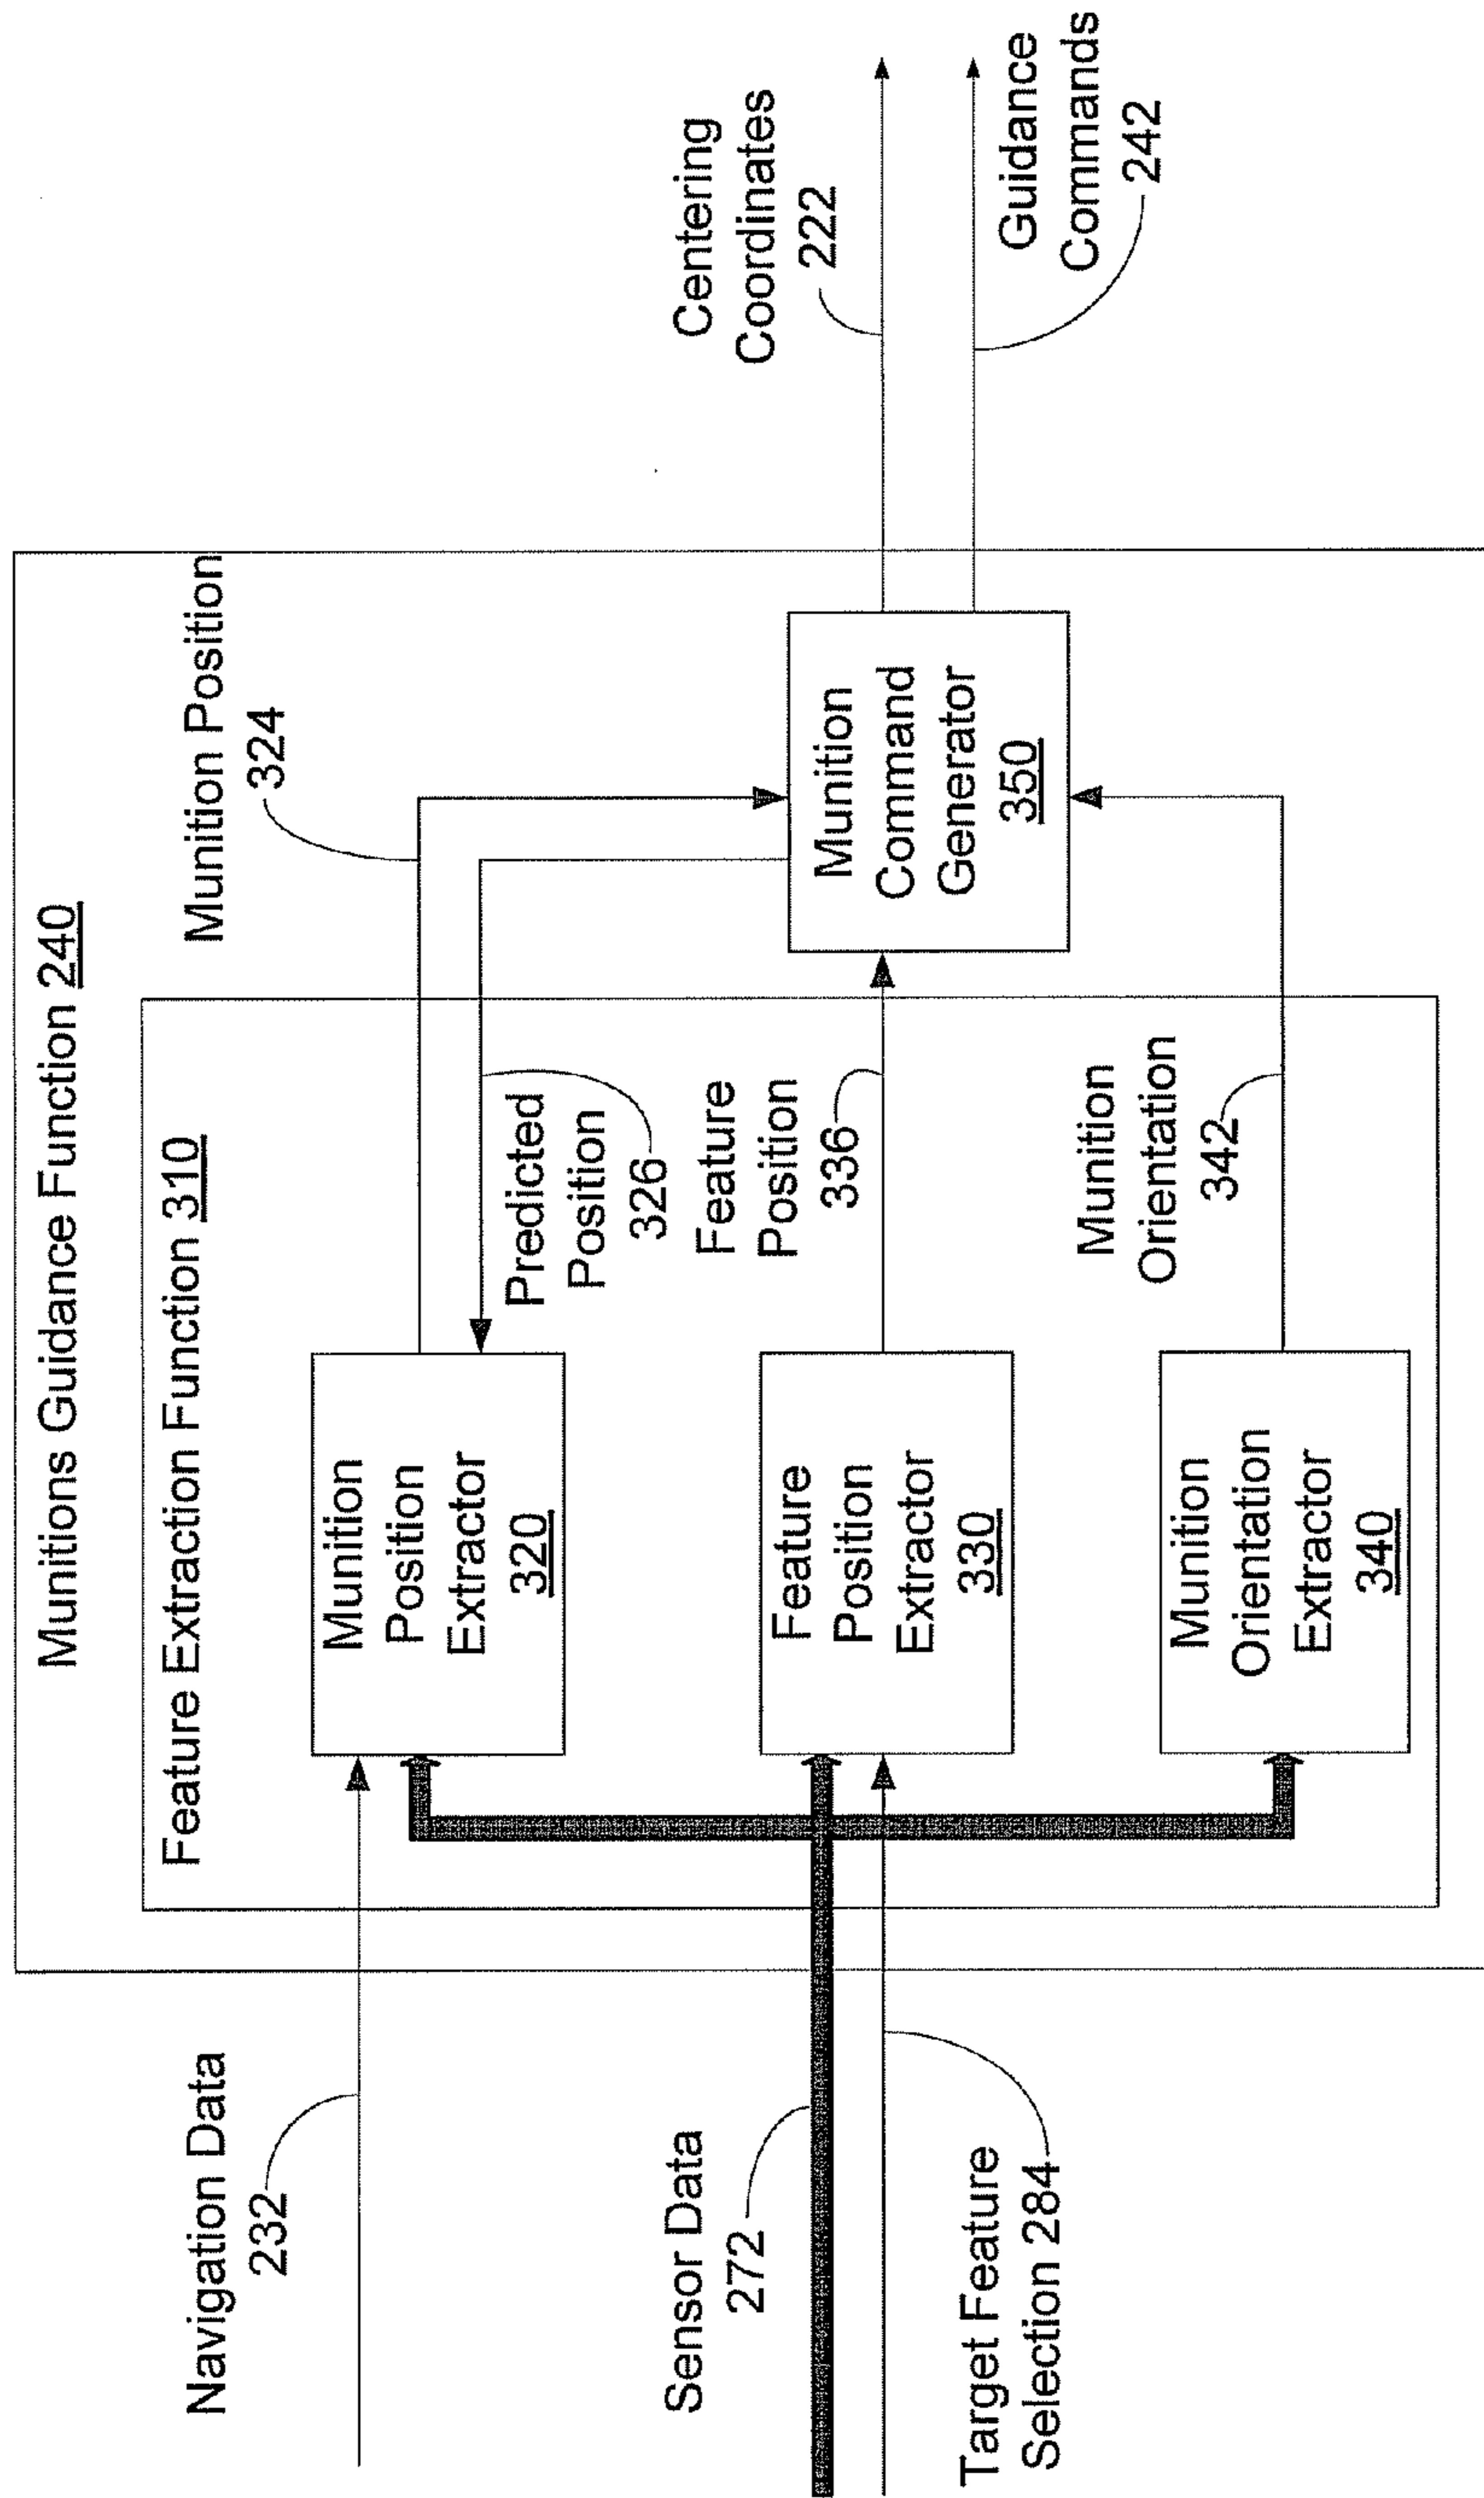 Munitions Guidance Function 240
Feature Extraction Function 310
Navigation Data
232
Sensor Data
272
Target Feature
Selection 284
Munition
Position
Extractor
320
Feature
Position
Extractor
330
Munition
Orientation
Extractor
340
Munition Position
324
Predicted
Position
326
Feature
Position
336
Munition
Orientation
342
Munition
Command
Generator
350
Centering
Coordinates
222
Guidance
Commands
242